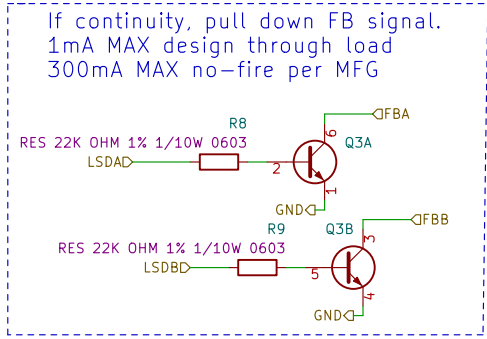 If continuity, pull down FB signal.
1mA MAX design through load
300mA MAX no-fire per MFG
R8
RES 22K OHM 1% 1/10W 0603
LSDA
2
6
1
Q3A
FBA
GND
R9
RES 22K OHM 1% 1/10W 0603
LSDB
5
3
4
Q3B
FBB
GND